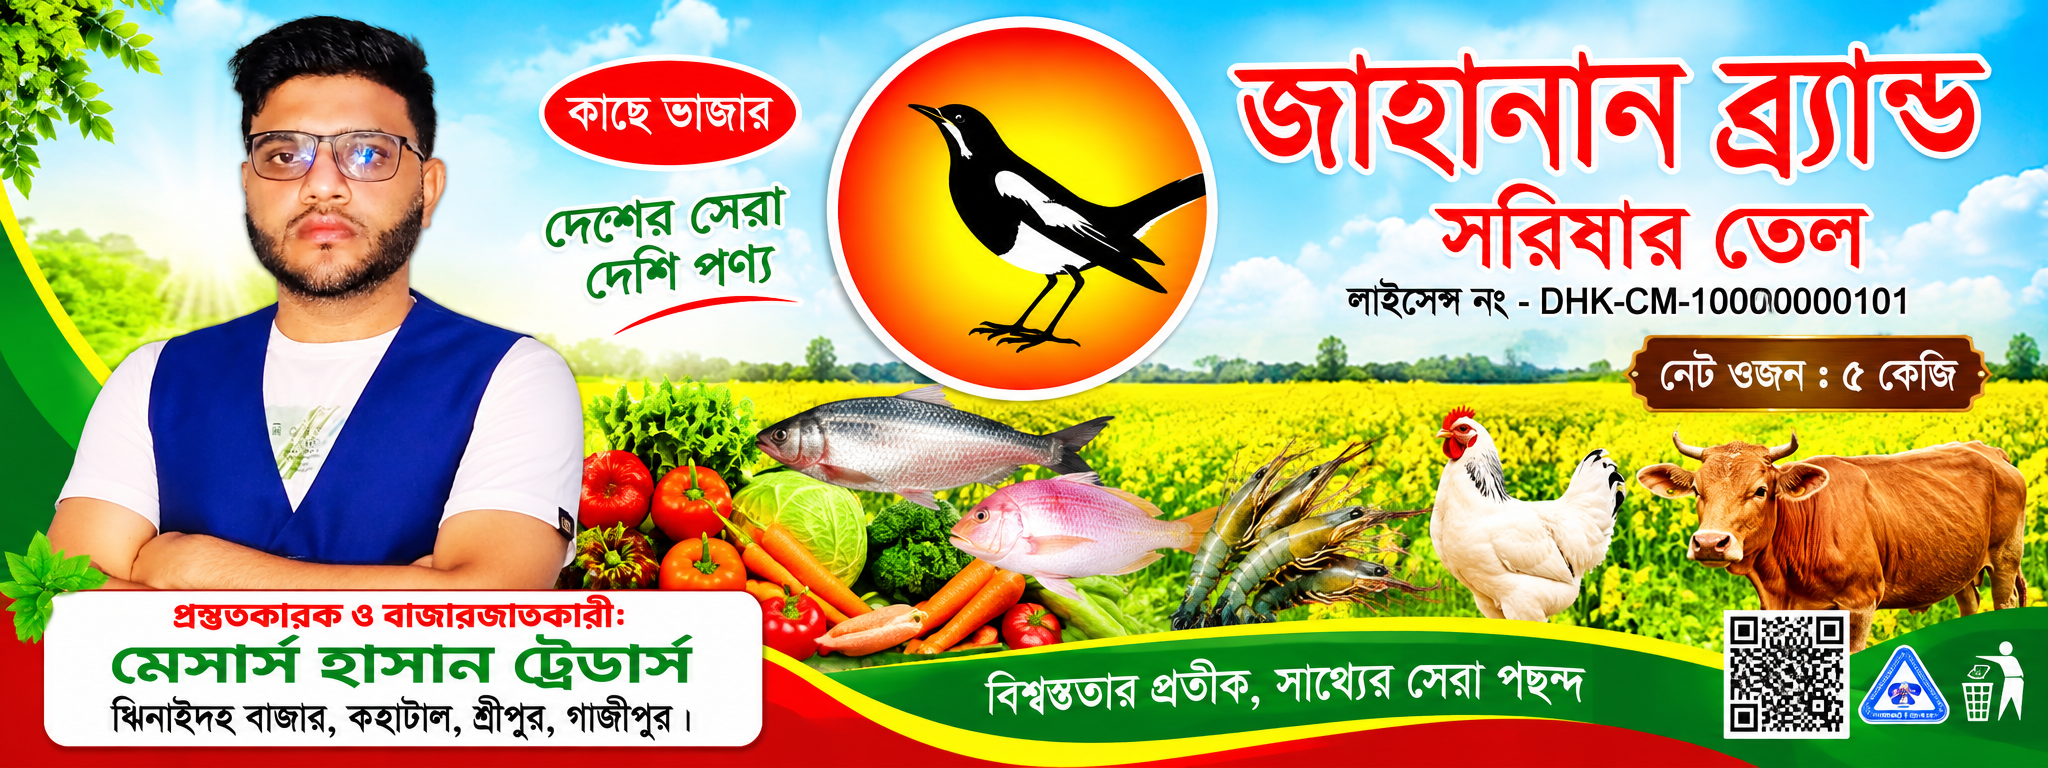 কাছে ভাজার
দেশের সেরা
দেশি পণ্য
জাহানান ব্র্যান্ড
সরিষার তেল
লাইসেন্স নং - DHK-CM-10000000101
নেট ওজন : ৫ কেজি
প্রস্তুতকারক ও বাজারজাতকারী:
মেসার্স হাসান ট্রেডার্স
ঝিনাইদহ বাজার, কহাটাল, শ্রীপুর, গাজীপুর।
বিশ্বস্ততার প্রতীক, সাথ্যের সেরা পছন্দ